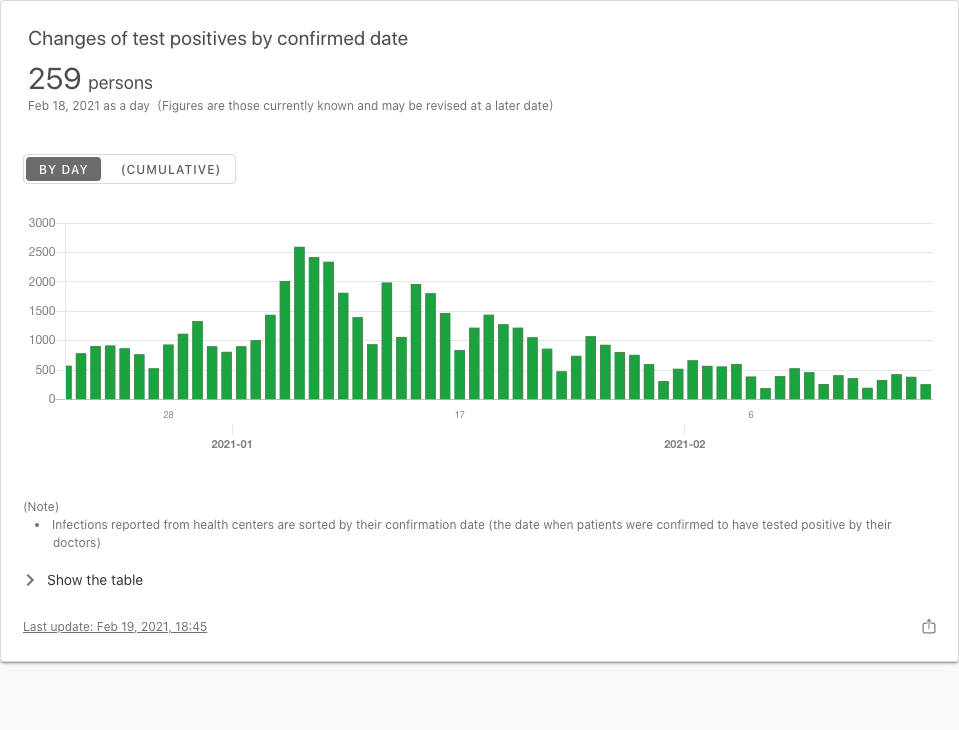 Changes of test positives by confirmed date
259 persons
Feb 18, 2021 as a day (Figures are those currently known and may be revised at a later date)
BY DAY (CUMULATIVE)
3000
2500
2000
1500
1000
500
0
28 17 6
2021-01 2021-02
(Note)
• Infections reported from health centers are sorted by their confirmation date (the date when patients were confirmed to have tested positive by their
doctors)
Show the table
Last update: Feb 19, 2021, 18:45